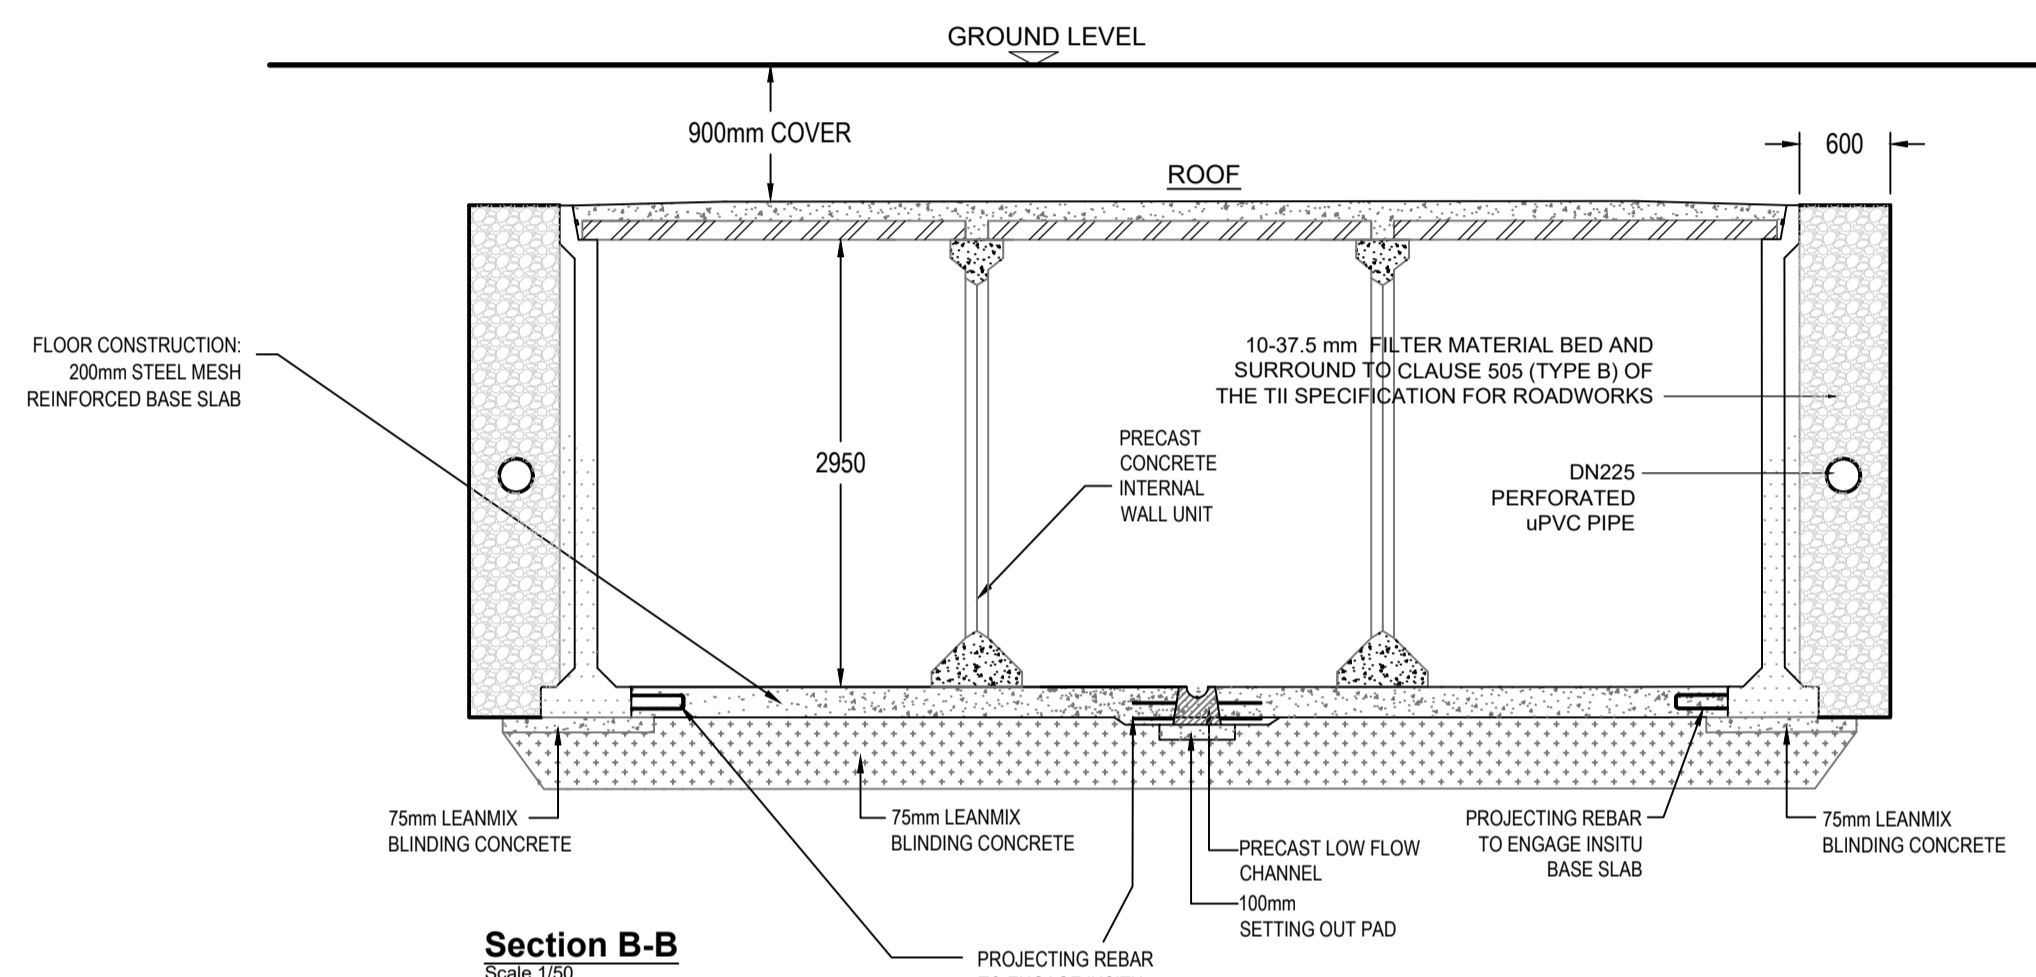 GROUND LEVEL
900mm COVER
600
ROOF
FLOOR CONSTRUCTION:
200mm STEEL MESH
REINFORCED BASE SLAB
10-37.5 mm FILTER MATERIAL BED AND
SURROUND TO CLAUSE 505 (TYPE B) OF
THE TII SPECIFICATION FOR ROADWORKS
2950
PRECAST
CONCRETE
INTERNAL
WALL UNIT
DN225
PERFORATED
uPVC PIPE
75mm LEANMIX
BLINDING CONCRETE
75mm LEANMIX
BLINDING CONCRETE
PRECAST LOW FLOW
CHANNEL
100mm
SETTING OUT PAD
PROJECTING REBAR
TO ENGAGE INSITU
BASE SLAB
75mm LEANMIX
BLINDING CONCRETE
Section B-B
Scale 1/50
PROJECTING REBAR